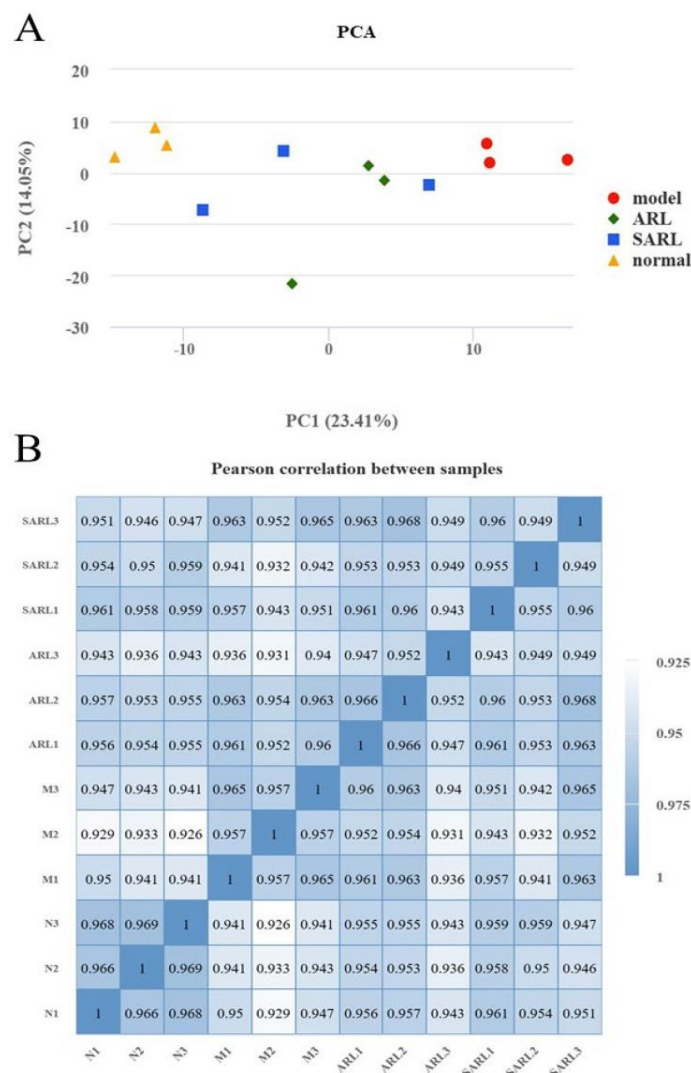 A
PCA
20
10
0
-10
-20
-30
PC2 (14.05%)
-10 0 10
PC1 (23.41%)
model
ARL
SARL
normal
B
Pearson correlation between samples
SARL3 0.951 0.946 0.947 0.963 0.952 0.965 0.963 0.968 0.949 0.96 0.949 1
SARL2 0.954 0.95 0.959 0.941 0.932 0.942 0.953 0.953 0.949 0.955 1 0.949
SARL1 0.961 0.958 0.959 0.957 0.943 0.951 0.961 0.96 0.943 1 0.955 0.96
ARL3 0.943 0.936 0.943 0.936 0.931 0.94 0.947 0.952 1 0.943 0.949 0.949
ARL2 0.957 0.953 0.955 0.963 0.954 0.963 0.966 1 0.952 0.96 0.953 0.968
ARL1 0.956 0.954 0.955 0.961 0.952 0.96 1 0.966 0.947 0.961 0.953 0.963
M3 0.947 0.943 0.941 0.965 0.957 1 0.96 0.963 0.94 0.951 0.942 0.965
M2 0.929 0.933 0.926 0.957 1 0.957 0.952 0.954 0.931 0.943 0.932 0.952
M1 0.95 0.941 0.941 1 0.957 0.965 0.961 0.963 0.936 0.957 0.941 0.963
N3 0.968 0.969 1 0.941 0.926 0.941 0.955 0.955 0.943 0.959 0.959 0.947
N2 0.966 1 0.969 0.941 0.933 0.943 0.954 0.953 0.936 0.958 0.95 0.946
N1 1 0.966 0.968 0.95 0.929 0.947 0.956 0.957 0.943 0.961 0.954 0.951
N1 N2 N3 M1 M2 M3 ARL1 ARL2 ARL3 SARL1 SARL2 SARL3
0.925
0.95
0.975
1